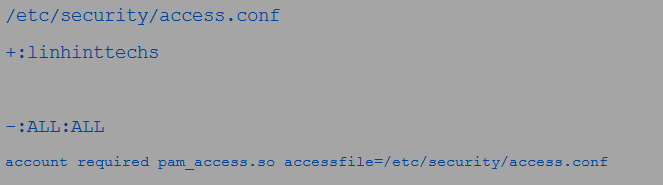 /etc/security/access.conf
+:linhinttechs
-:ALL:ALL
account required pam_access.so accessfile=/etc/security/access.conf